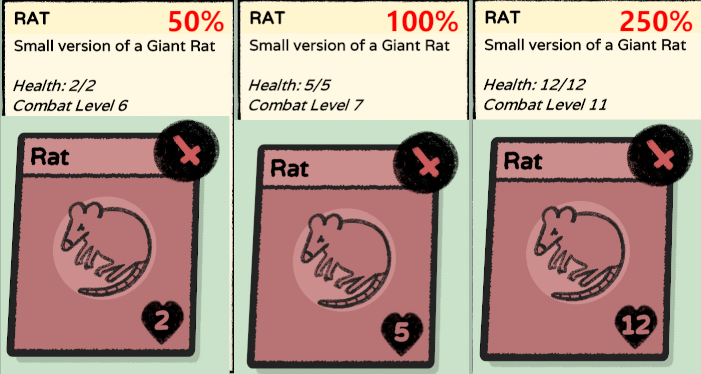 RAT 50%
Small version of a Giant Rat
Health: 2/2
Combat Level 6
Rat
2
RAT 100%
Small version of a Giant Rat
Health: 5/5
Combat Level 7
Rat
5
RAT 250%
Small version of a Giant Rat
Health: 12/12
Combat Level 11
Rat
12